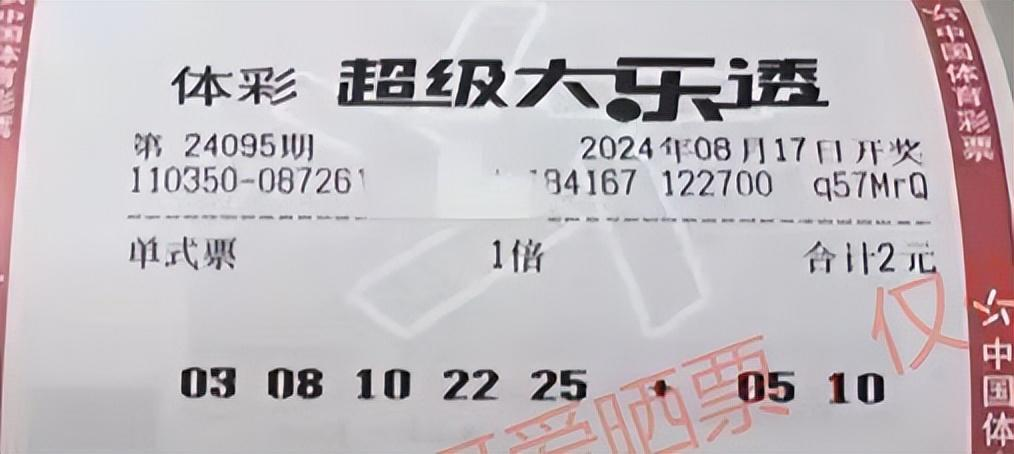 体彩 超级大乐透
第 24095期 2024年08月17日开奖
110350-087261 184167 122700 q57MrQ
单式票 1倍 合计2元
03 08 10 22 25 + 05 10
爱晒票 仅
中国体育彩票
中国体育彩票
中国体